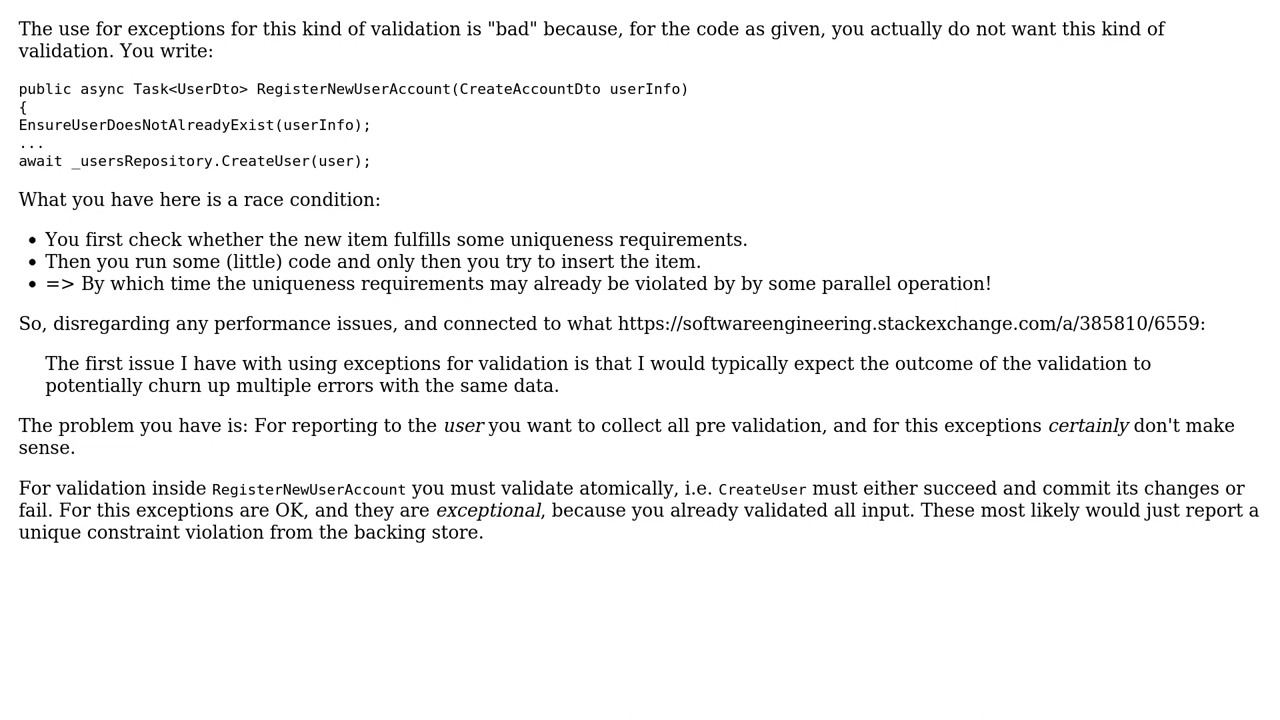 The use for exceptions for this kind of validation is "bad" because, for the code as given, you actually do not want this kind of
validation. You write:
public async Task<UserDto> RegisterNewUserAccount(CreateAccountDto userInfo)
{
EnsureUserDoesNotAlreadyExist(userInfo);
...
await _usersRepository.CreateUser(user);
What you have here is a race condition:
• You first check whether the new item fulfills some uniqueness requirements.
• Then you run some (little) code and only then you try to insert the item.
• => By which time the uniqueness requirements may already be violated by by some parallel operation!
So, disregarding any performance issues, and connected to what https://softwareengineering.stackexchange.com/a/385810/6559:
The first issue I have with using exceptions for validation is that I would typically expect the outcome of the validation to
potentially churn up multiple errors with the same data.
The problem you have is: For reporting to the user you want to collect all pre validation, and for this exceptions certainly don't make
sense.
For validation inside RegisterNewUserAccount you must validate atomically, i.e. CreateUser must either succeed and commit its changes or
fail. For this exceptions are OK, and they are exceptional, because you already validated all input. These most likely would just report a
unique constraint violation from the backing store.